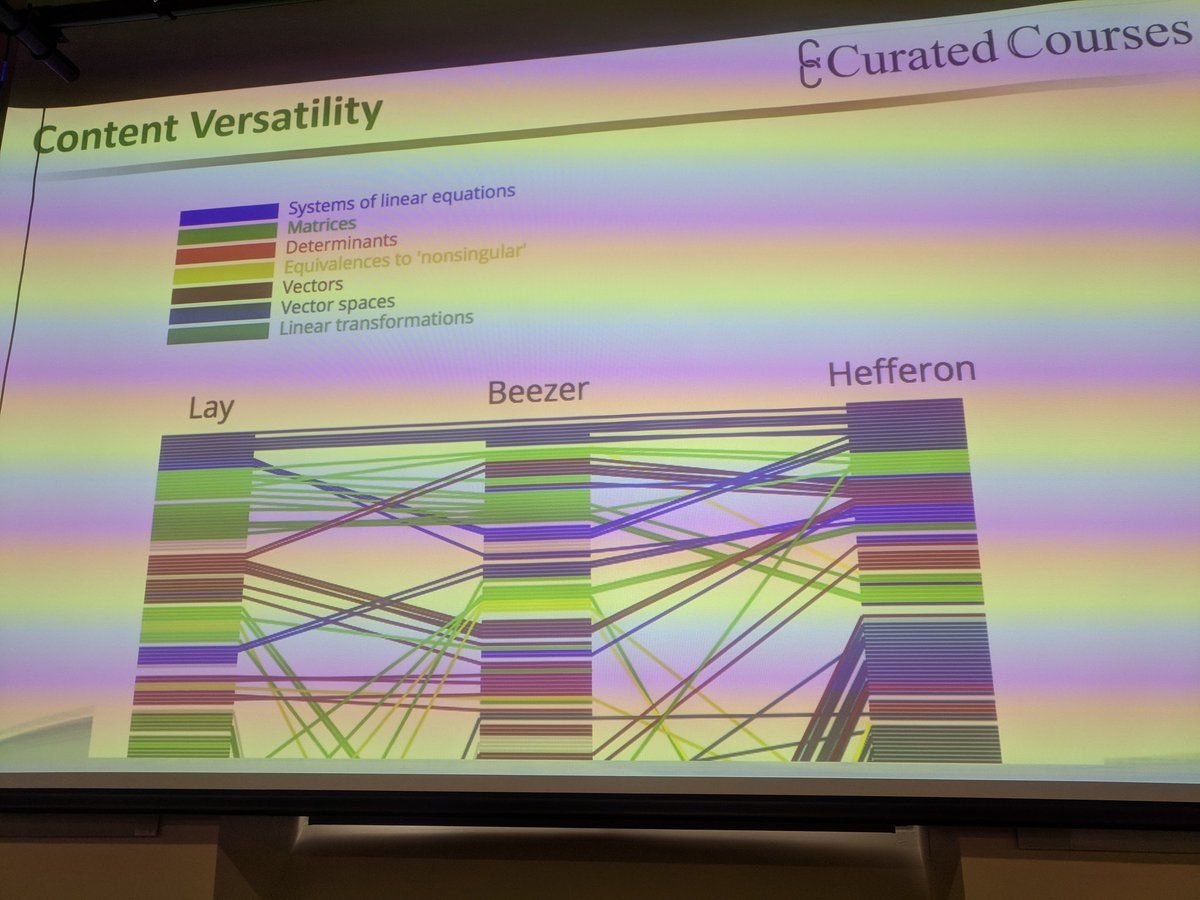 Curated Courses
Content Versatility
Systems of linear equations
Matrices
Determinants
Equivalences to 'nonsingular'
Vectors
Vector spaces
Linear transformations
Lay
Beezer
Hefferon